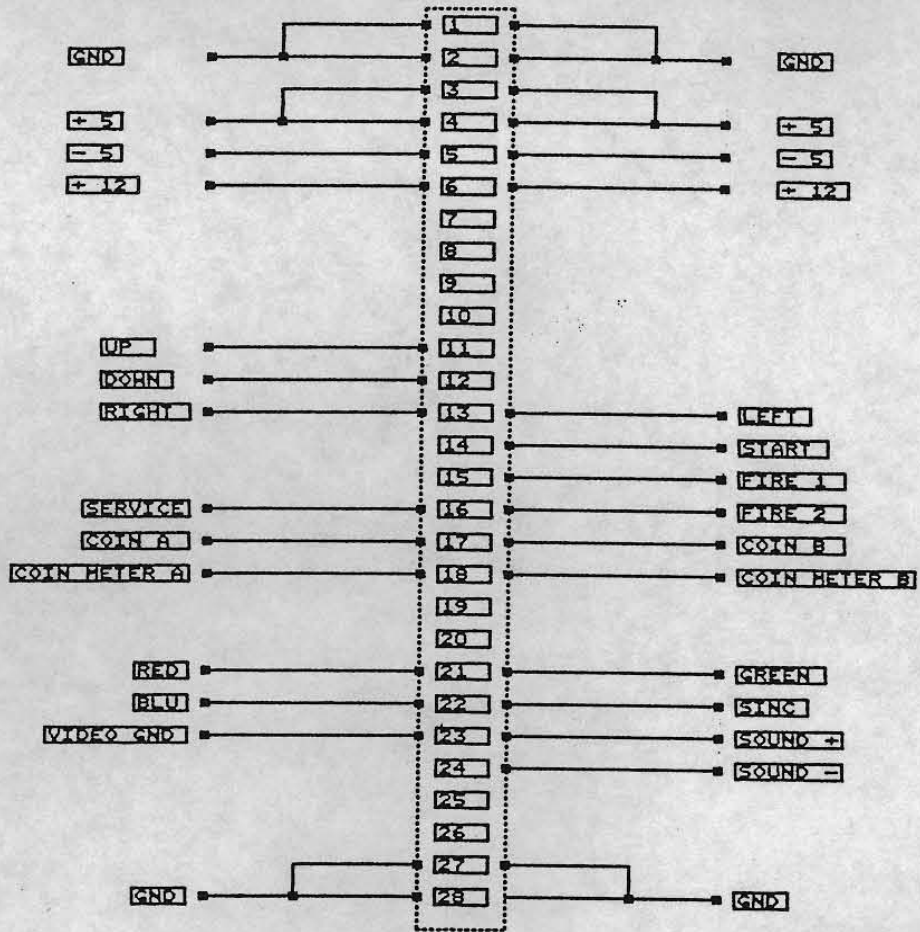 1
GND 2 GND
3
+ 5 4 + 5
- 5 5 - 5
+ 12 6 + 12
7
8
9
10
UP 11
DOWN 12
RIGHT 13 LEFT
14 START
15 FIRE 1
SERVICE 16 FIRE 2
COIN A 17 COIN B
COIN METER A 18 COIN METER B
19
20
RED 21 GREEN
BLU 22 SINC
VIDEO GND 23 SOUND +
24 SOUND -
25
26
27
GND 28 GND